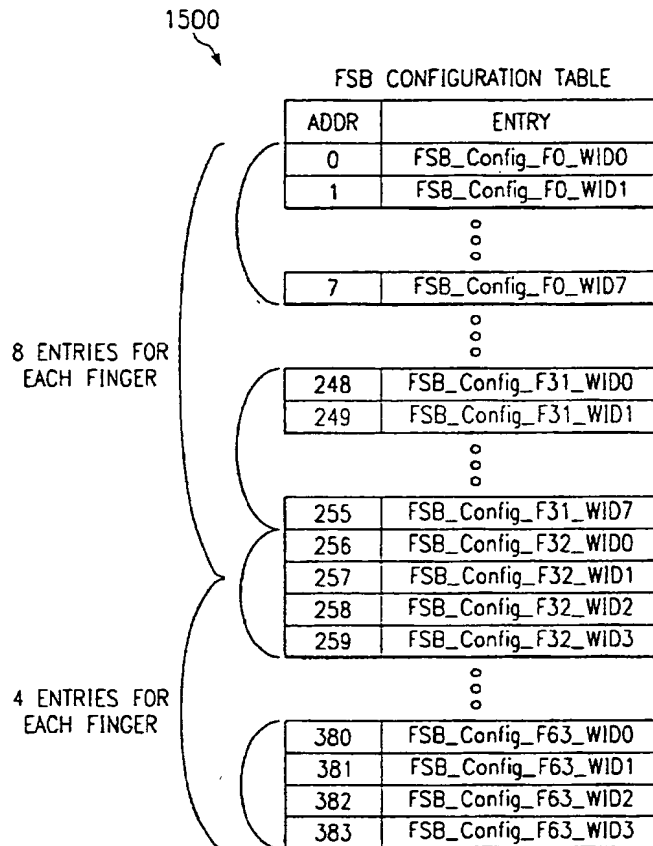 1500
FSB CONFIGURATION TABLE
ADDR ENTRY
0 FSB_Config_F0_WID0
1 FSB_Config_F0_WID1
7 FSB_Config_F0_WID7
8 ENTRIES FOR
EACH FINGER
248 FSB_Config_F31_WID0
249 FSB_Config_F31_WID1
255 FSB_Config_F31_WID7
256 FSB_Config_F32_WID0
257 FSB_Config_F32_WID1
258 FSB_Config_F32_WID2
259 FSB_Config_F32_WID3
4 ENTRIES FOR
EACH FINGER
380 FSB_Config_F63_WID0
381 FSB_Config_F63_WID1
382 FSB_Config_F63_WID2
383 FSB_Config_F63_WID3